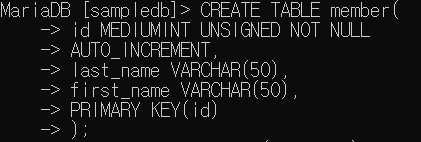 MariaDB [sampledb]> CREATE TABLE member(
-> id MEDIUMINT UNSIGNED NOT NULL
-> AUTO_INCREMENT,
-> last_name VARCHAR(50),
-> first_name VARCHAR(50),
-> PRIMARY KEY(id)
-> );